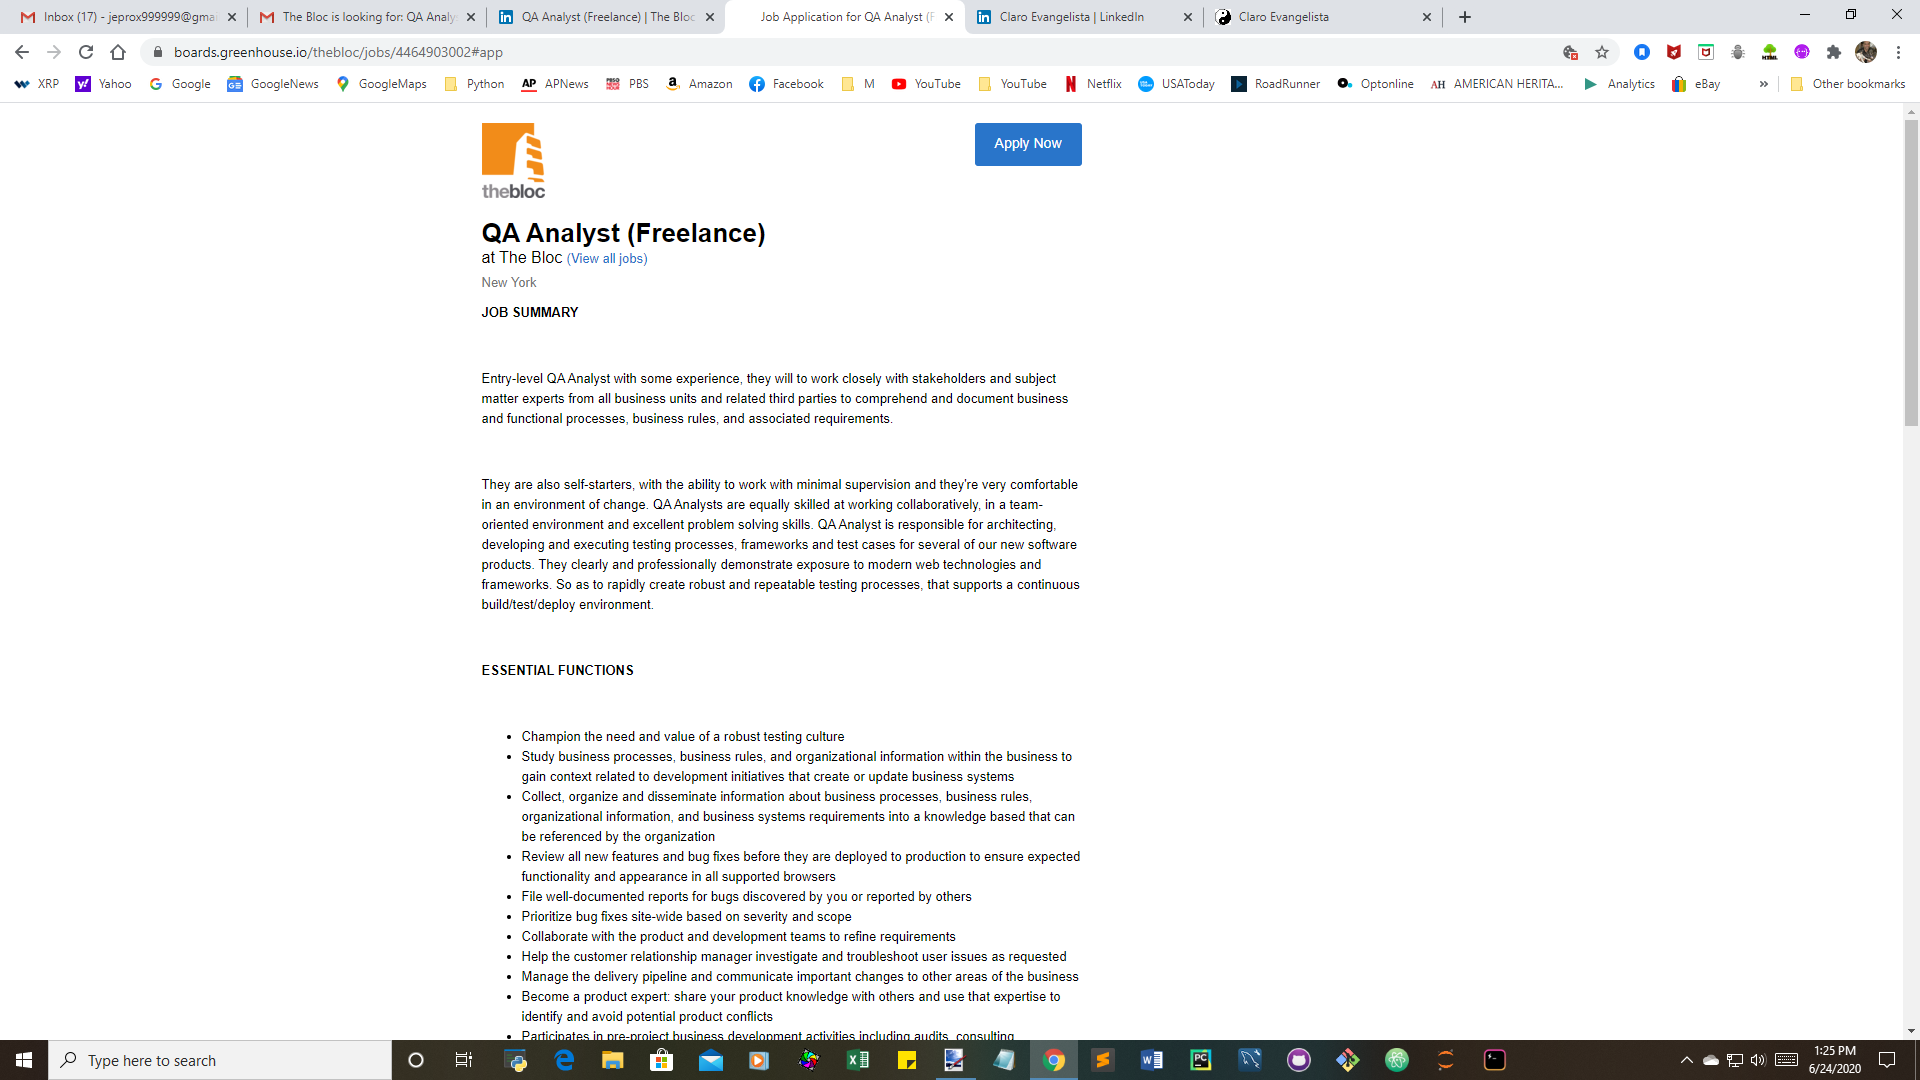 Inbox (17) - jeprox999999@gmai
The Bloc is looking for: QA Analy
QA Analyst (Freelance) | The Bloc
Job Application for QA Analyst (F
Claro Evangelista | LinkedIn
Claro Evangelista
boards.greenhouse.io/thebloc/jobs/4464903002#app
XRP Yahoo Google GoogleNews GoogleMaps Python AP APNews PBS Amazon Facebook M YouTube YouTube Netflix USAToday RoadRunner Optonline AH AMERICAN HERITA... Analytics eBay » Other bookmarks
thebloc
Apply Now
QA Analyst (Freelance)
at The Bloc (View all jobs)
New York
JOB SUMMARY
Entry-level QA Analyst with some experience, they will to work closely with stakeholders and subject
matter experts from all business units and related third parties to comprehend and document business
and functional processes, business rules, and associated requirements.
They are also self-starters, with the ability to work with minimal supervision and they're very comfortable
in an environment of change. QA Analysts are equally skilled at working collaboratively, in a team-
oriented environment and excellent problem solving skills. QA Analyst is responsible for architecting,
developing and executing testing processes, frameworks and test cases for several of our new software
products. They clearly and professionally demonstrate exposure to modern web technologies and
frameworks. So as to rapidly create robust and repeatable testing processes, that supports a continuous
build/test/deploy environment.
ESSENTIAL FUNCTIONS
• Champion the need and value of a robust testing culture
• Study business processes, business rules, and organizational information within the business to
gain context related to development initiatives that create or update business systems
• Collect, organize and disseminate information about business processes, business rules,
organizational information, and business systems requirements into a knowledge based that can
be referenced by the organization
• Review all new features and bug fixes before they are deployed to production to ensure expected
functionality and appearance in all supported browsers
• File well-documented reports for bugs discovered by you or reported by others
• Prioritize bug fixes site-wide based on severity and scope
• Collaborate with the product and development teams to refine requirements
• Help the customer relationship manager investigate and troubleshoot user issues as requested
• Manage the delivery pipeline and communicate important changes to other areas of the business
• Become a product expert: share your product knowledge with others and use that expertise to
identify and avoid potential product conflicts
• Participates in pre-project business development activities including audits, consulting
Type here to search
1:25 PM
6/24/2020